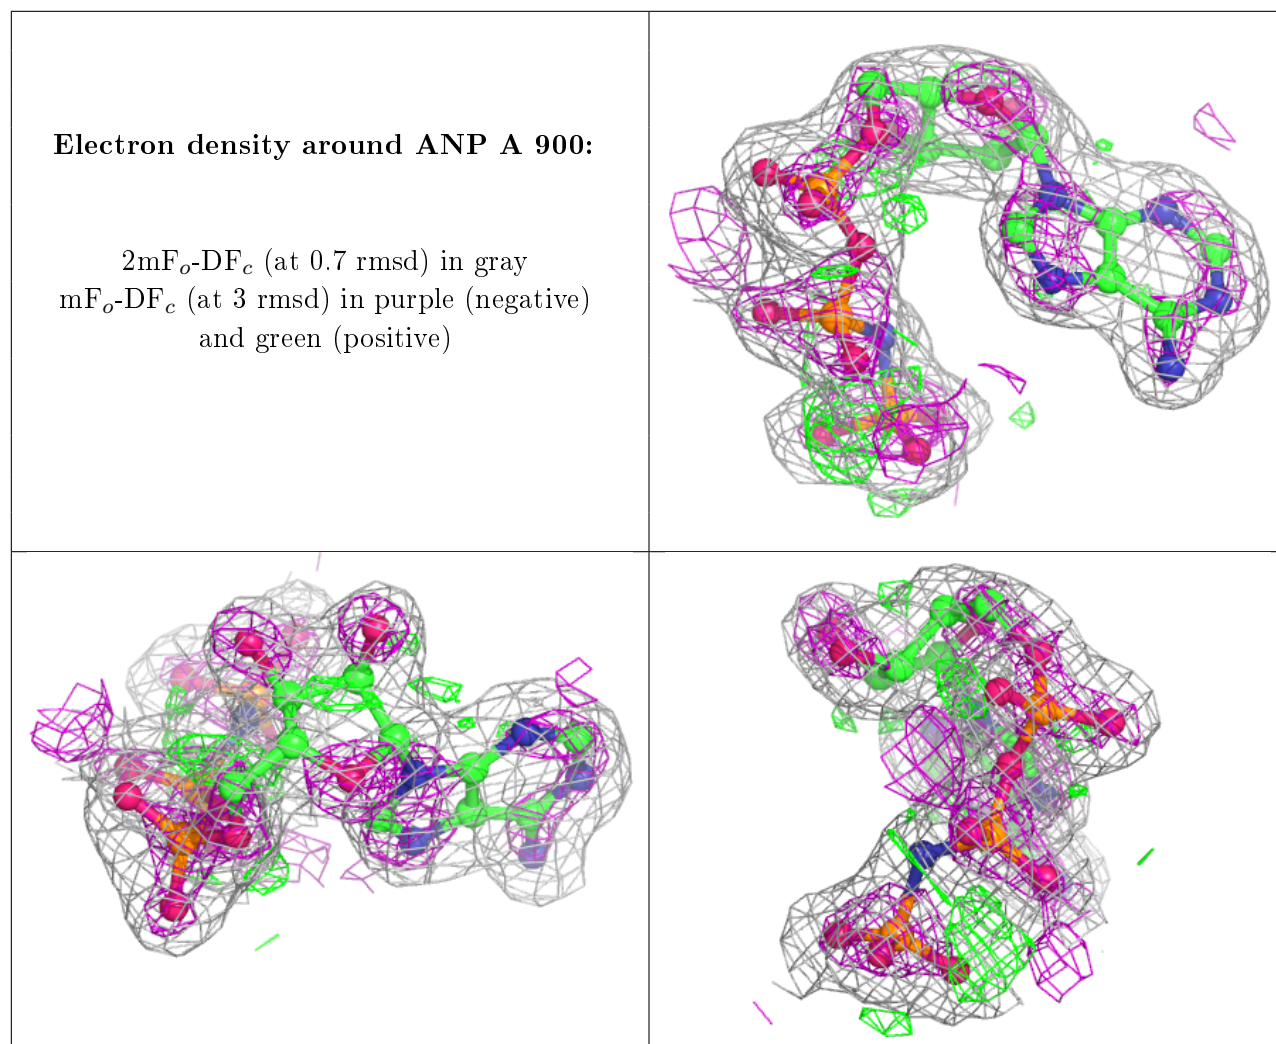 Electron density around ANP A 900:
2mFₒ-DF𝒸 (at 0.7 rmsd) in gray
mFₒ-DF𝒸 (at 3 rmsd) in purple (negative)
and green (positive)